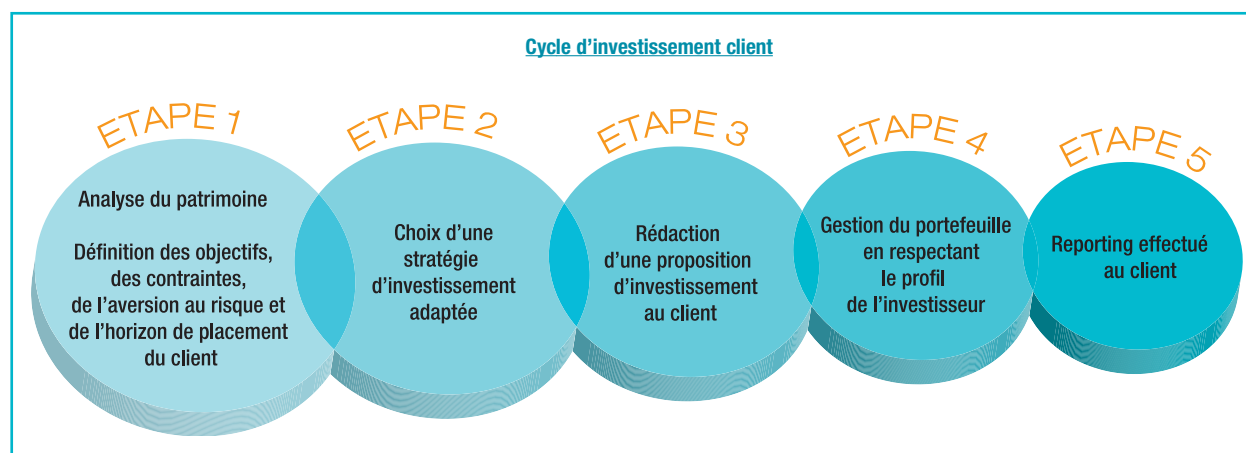 Cycle d'investissement client
ETAPE 1
Analyse du patrimoine
Définition des objectifs,
des contraintes,
de l'aversion au risque et
de l'horizon de placement
du client
ETAPE 2
Choix d'une
stratégie
d'investissement
adaptée
ETAPE 3
Rédaction
d'une proposition
d'investissement
au client
ETAPE 4
Gestion du portefeuille
en respectant
le profil
de l'investisseur
ETAPE 5
Reporting effectué
au client